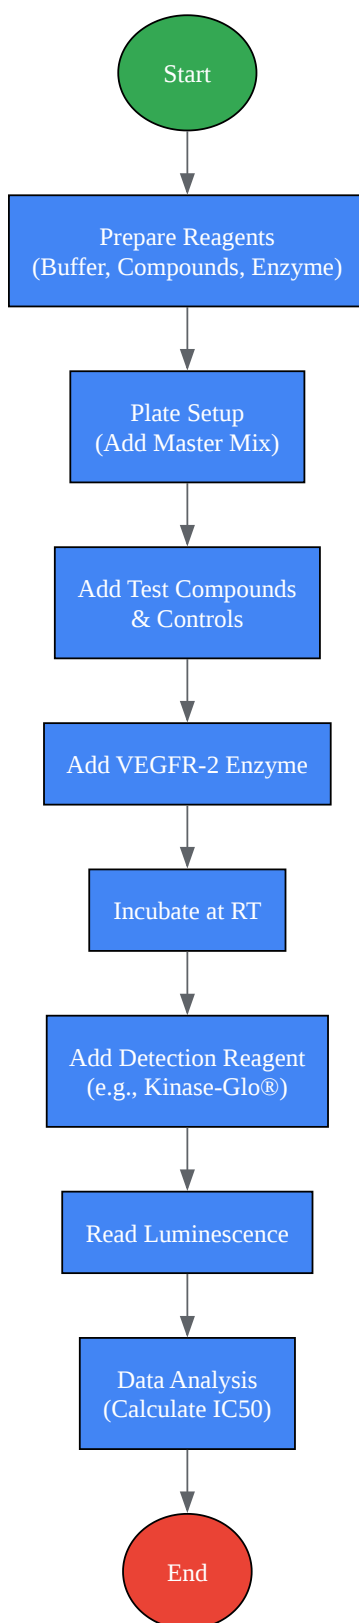 Start
Prepare Reagents
(Buffer, Compounds, Enzyme)
Plate Setup
(Add Master Mix)
Add Test Compounds
& Controls
Add VEGFR-2 Enzyme
Incubate at RT
Add Detection Reagent
(e.g., Kinase-Glo®)
Read Luminescence
Data Analysis
(Calculate IC50)
End